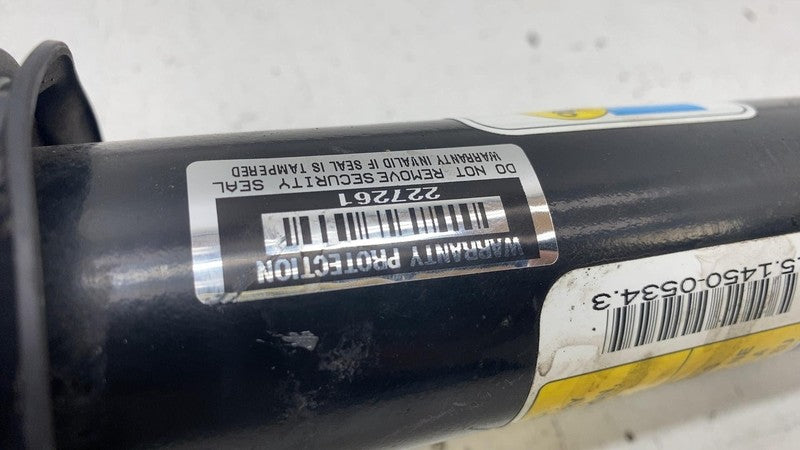 WARRANTY PROTECTION
227261
DO NOT REMOVE SECURITY SEAL
WARRANTY INVALID IF SEAL IS TAMPERED
5.1450-0534.3